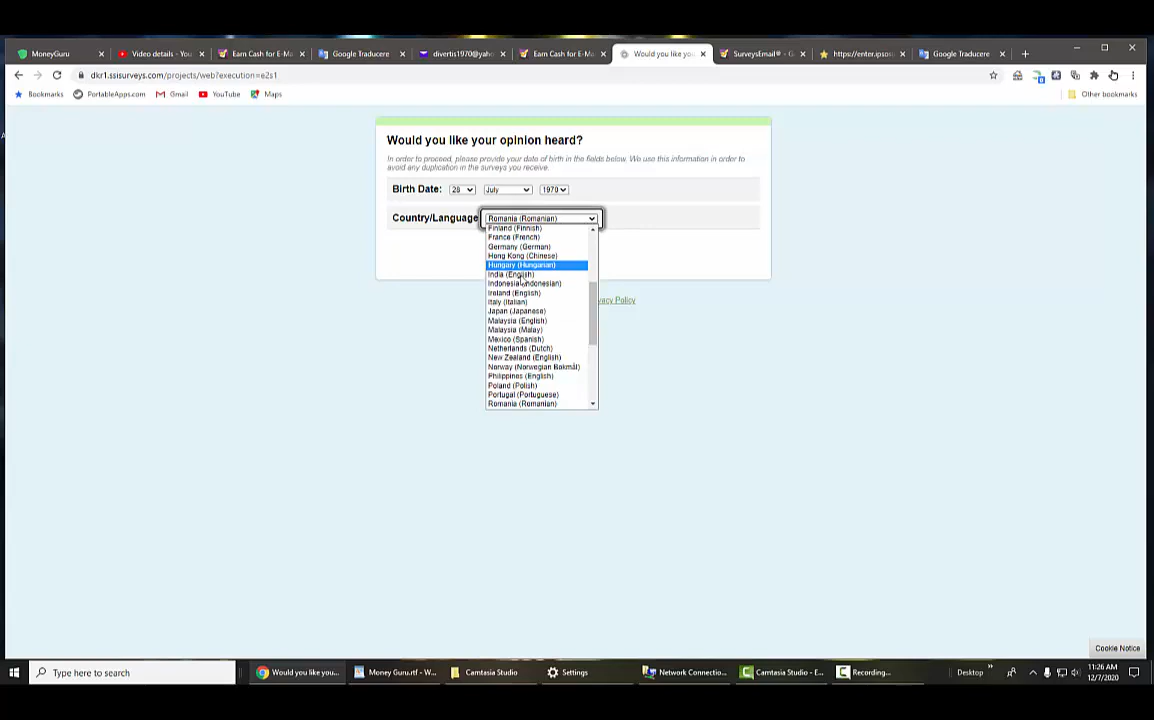 MoneyGuru
Video details - You
Earn Cash for E-Ma
Google Traducere
divertis1970@yaho
Earn Cash for E-Ma
Would you like you
SurveysEmail® - G
https://enter.ipso
Google Traducere
dkr1.ssisurveys.com/projects/web?execution=e2s1
Bookmarks
PortableApps.com
Gmail
YouTube
Maps
Other bookmarks
Would you like your opinion heard?
In order to proceed, please provide your date of birth in the fields below. We use this information in order to
avoid any duplication in the surveys you receive.
Birth Date: 28 July 1970
Country/Language Romania (Romanian)
Finland (Finnish)
France (French)
Germany (German)
Hong Kong (Chinese)
Hungary (Hungarian)
India (English)
Indonesia (Indonesian)
Ireland (English)
Italy (Italian)
vacy Policy
Japan (Japanese)
Malaysia (English)
Malaysia (Malay)
Mexico (Spanish)
Netherlands (Dutch)
New Zealand (English)
Norway (Norwegian Bokmål)
Philippines (English)
Poland (Polish)
Portugal (Portuguese)
Romania (Romanian)
Cookie Notice
Type here to search
Would you like you...
Money Guru.rtf - W...
Camtasia Studio
Settings
Network Connectio...
Camtasia Studio - E...
Recording...
Desktop
11:26 AM
12/7/2020